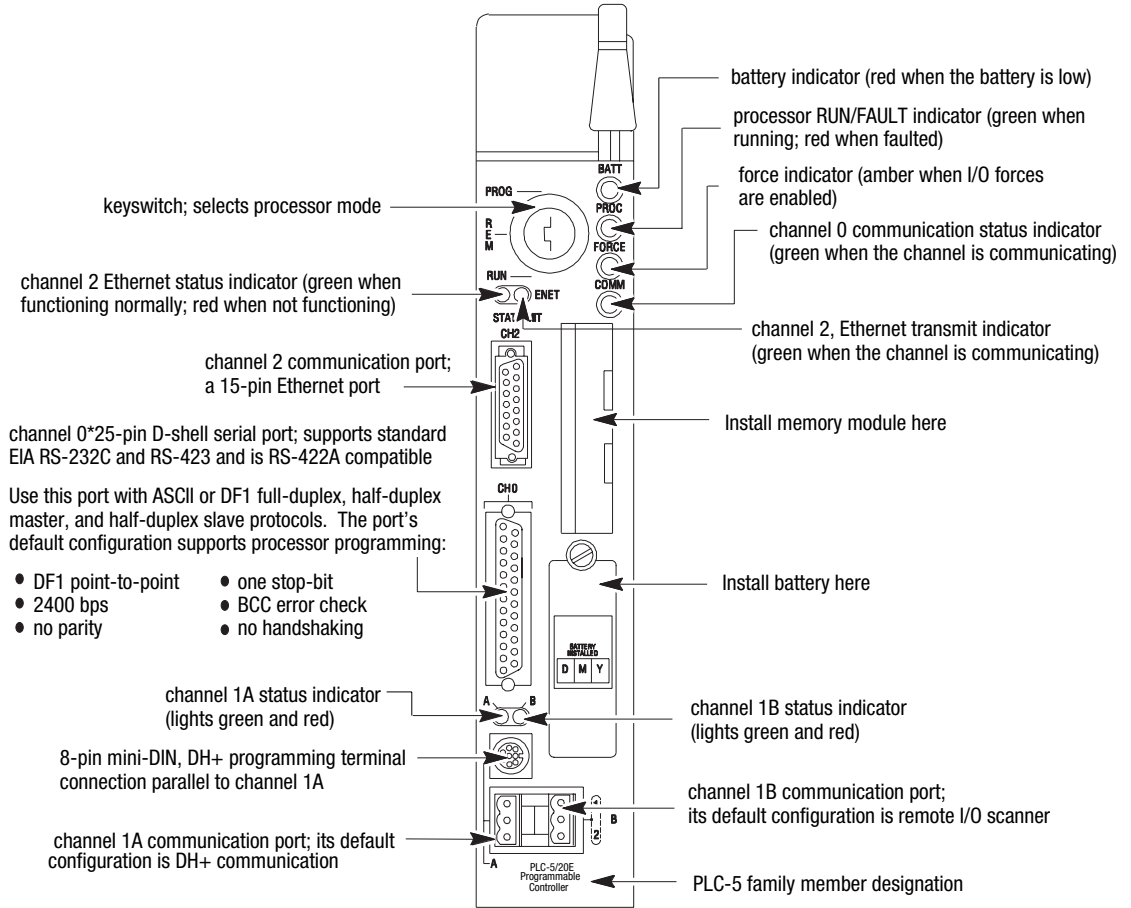 battery indicator (red when the battery is low)
processor RUN/FAULT indicator (green when
running; red when faulted)
force indicator (amber when I/O forces
are enabled)
channel 0 communication status indicator
(green when the channel is communicating)
channel 2, Ethernet transmit indicator
(green when the channel is communicating)
Install memory module here
Install battery here
channel 1B status indicator
(lights green and red)
channel 1B communication port;
its default configuration is remote I/O scanner
PLC-5 family member designation
keyswitch; selects processor mode
channel 2 Ethernet status indicator (green when
functioning normally; red when not functioning)
channel 2 communication port;
a 15-pin Ethernet port
channel 0*25-pin D-shell serial port; supports standard
EIA RS-232C and RS-423 and is RS-422A compatible
Use this port with ASCII or DF1 full-duplex, half-duplex
master, and half-duplex slave protocols. The port's
default configuration supports processor programming:
● DF1 point-to-point
● 2400 bps
● no parity
● one stop-bit
● BCC error check
● no handshaking
channel 1A status indicator
(lights green and red)
8-pin mini-DIN, DH+ programming terminal
connection parallel to channel 1A
channel 1A communication port; its default
configuration is DH+ communication
BATT
PROG
PROC
R
E
M
FORCE
RUN
COMM
ENET
STAT
CH2
CH0
BATTERY
INSTALLED
D M Y
A B
1
B
2
A
PLC-5/20E
Programmable
Controller